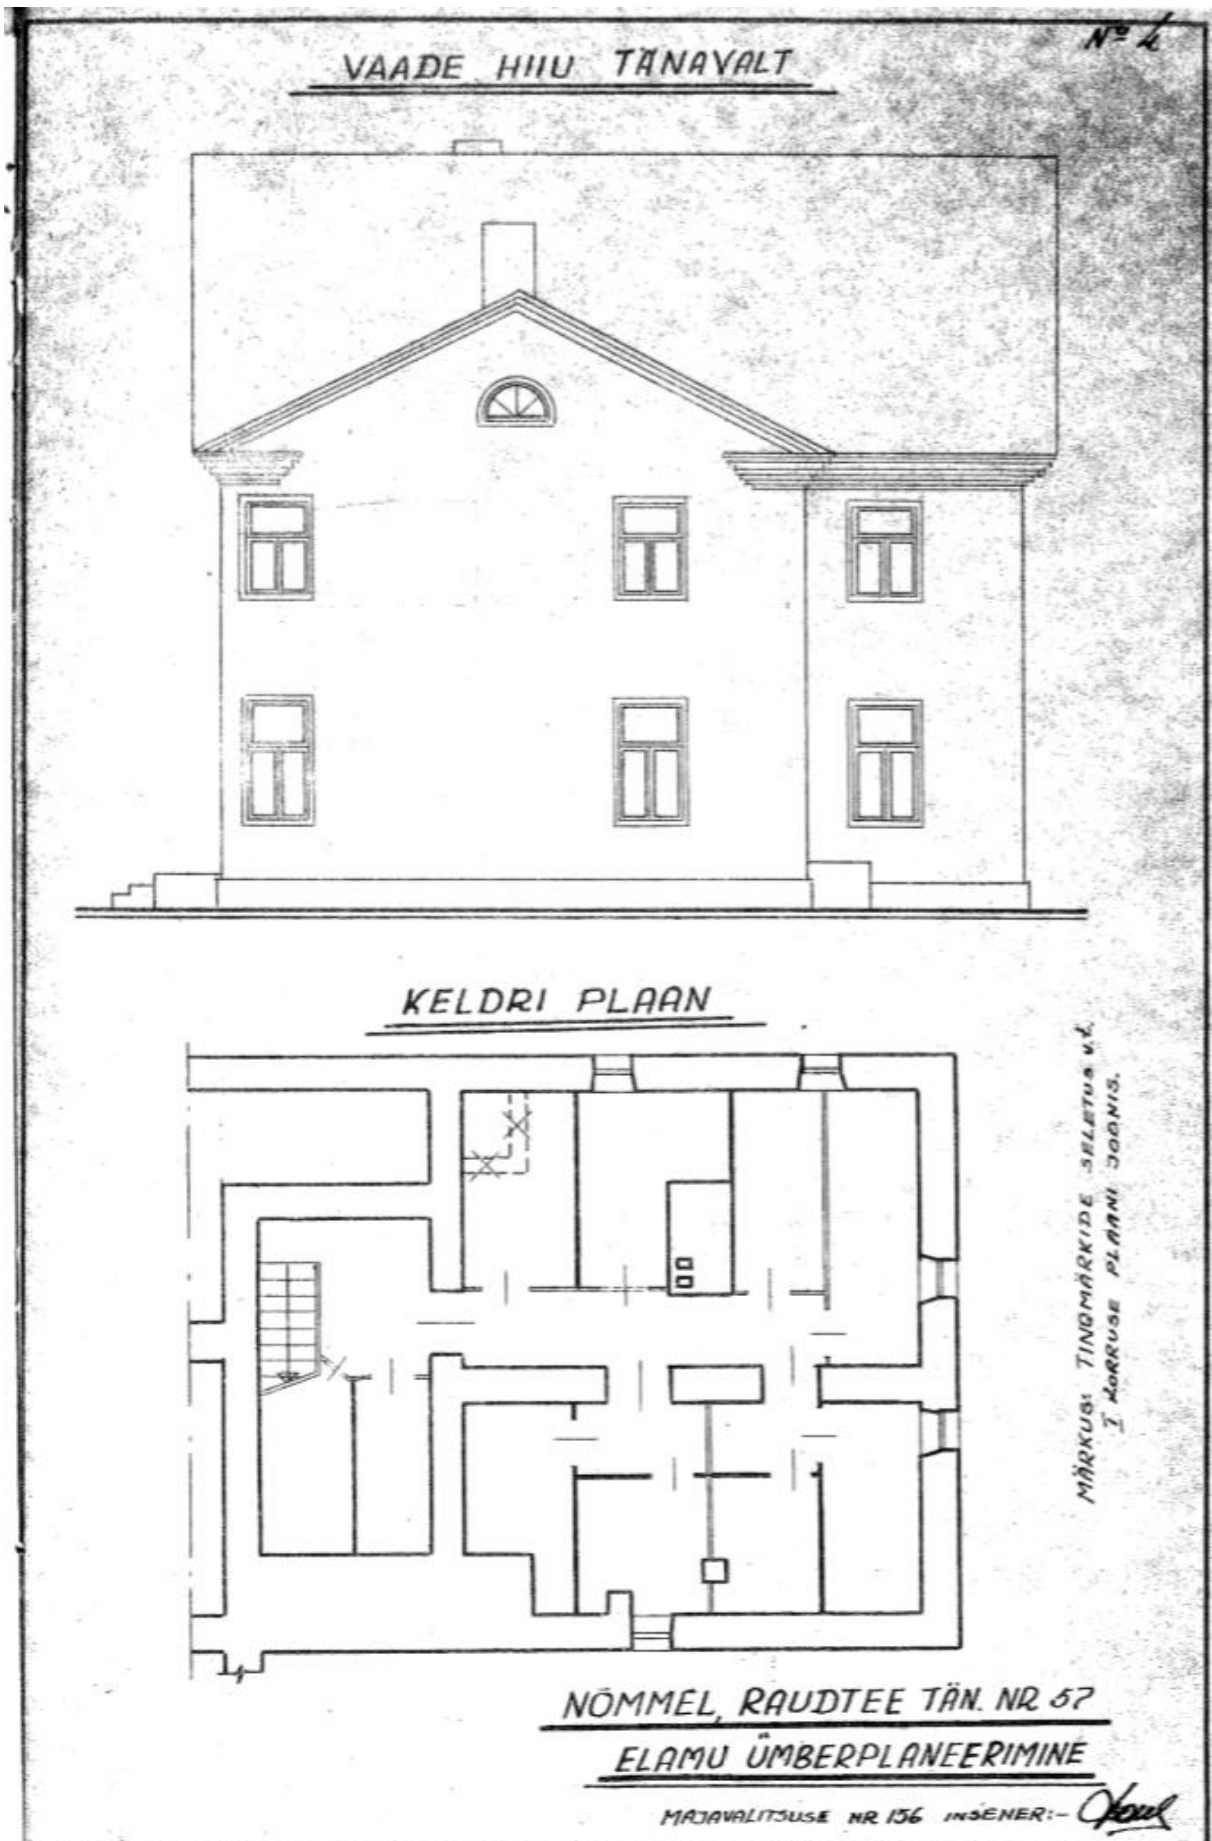 Nº 4
VAADE HIIU TÄNAVALT
KELDRI PLAAN
MÄRKUS: TINGMÄRKIDE SELETUS v.t.
I KORRUSE PLAANI JOONIS.
NÕMMEL, RAUDTEE TÄN. NR 57
ELAMU ÜMBERPLANEERIMINE
MAJAVALITSUSE NR 156 INSENER:-